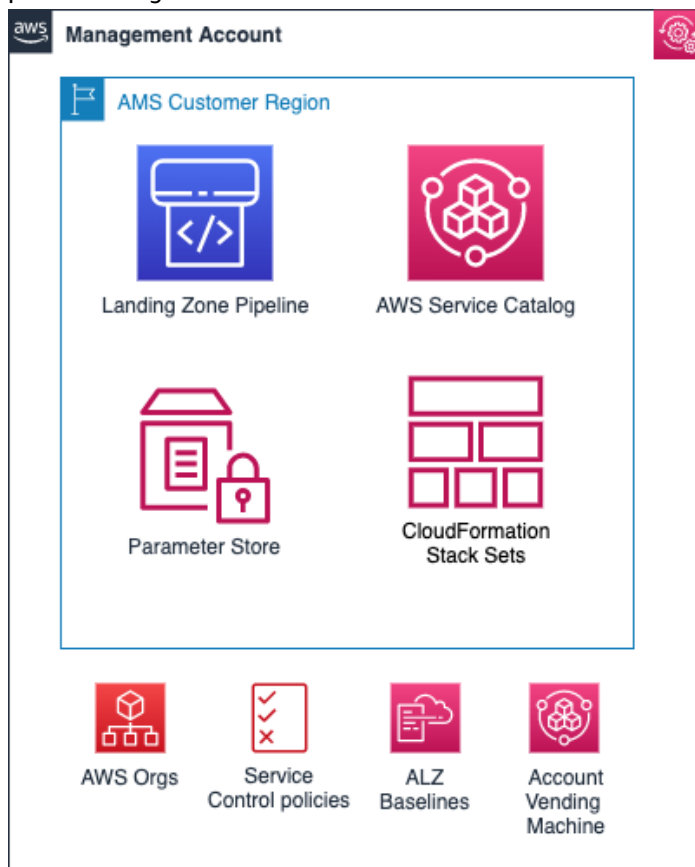 aws
Management Account
AMS Customer Region
</>
Landing Zone Pipeline
AWS Service Catalog
Parameter Store
CloudFormation
Stack Sets
AWS Orgs
Service
Control policies
ALZ
Baselines
Account
Vending
Machine